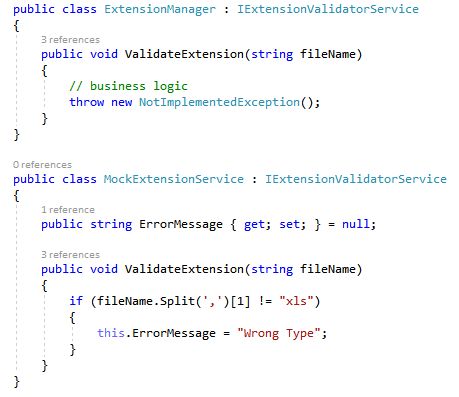 public class ExtensionManager : IExtensionValidatorService
{
3 references
public void ValidateExtension(string fileName)
{
// business logic
throw new NotImplementedException();
}
}
0 references
public class MockExtensionService : IExtensionValidatorService
{
1 reference
public string ErrorMessage { get; set; } = null;
3 references
public void ValidateExtension(string fileName)
{
if (fileName.Split(',')[1] != "xls")
{
this.ErrorMessage = "Wrong Type";
}
}
}